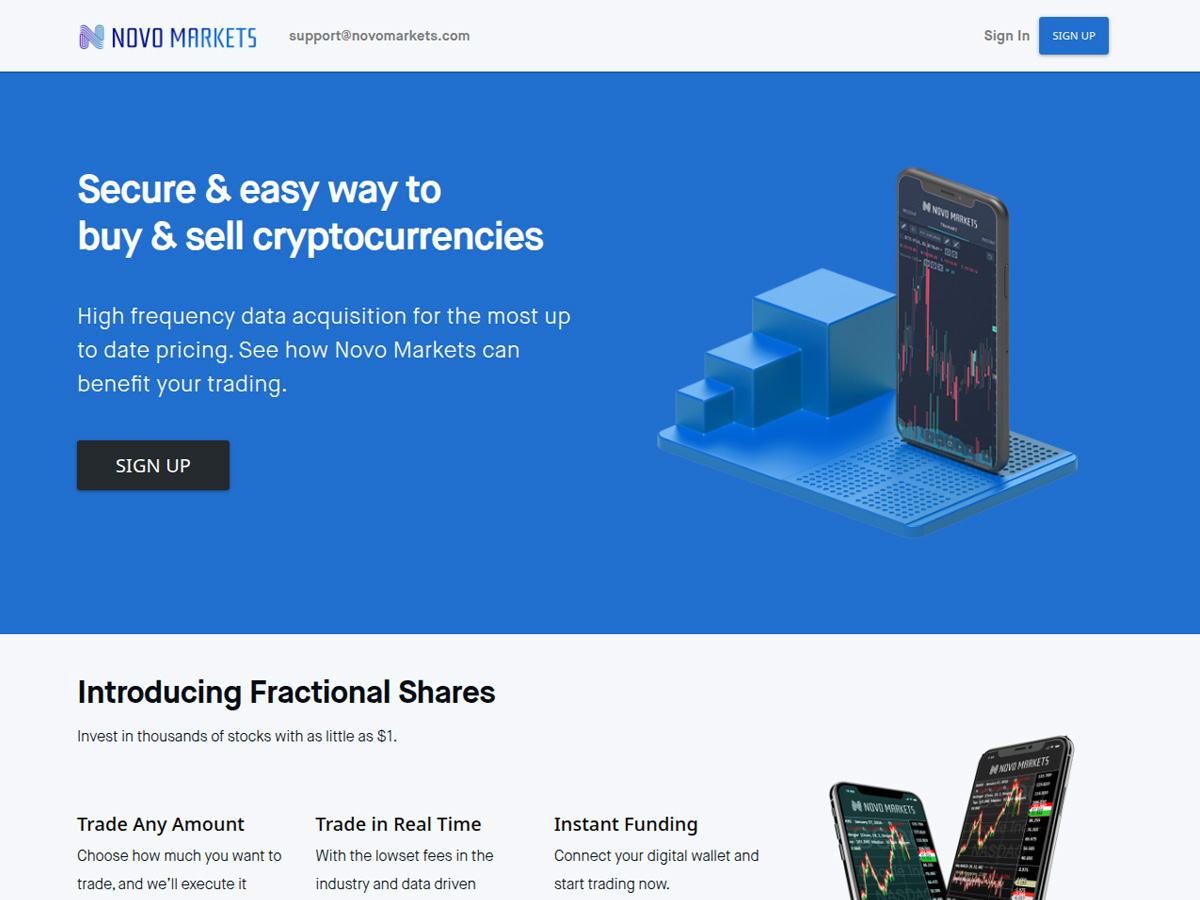 NOVO MARKETS
support@novomarkets.com
Sign In
SIGN UP
Secure & easy way to
buy & sell cryptocurrencies
High frequency data acquisition for the most up
to date pricing. See how Novo Markets can
benefit your trading.
SIGN UP
NOVO MARKETS
Introducing Fractional Shares
Invest in thousands of stocks with as little as $1.
NOVO MARKETS
NOVO MARKETS
Trade Any Amount
Choose how much you want to
trade, and we’ll execute it
Trade in Real Time
With the lowset fees in the
industry and data driven
Instant Funding
Connect your digital wallet and
start trading now.